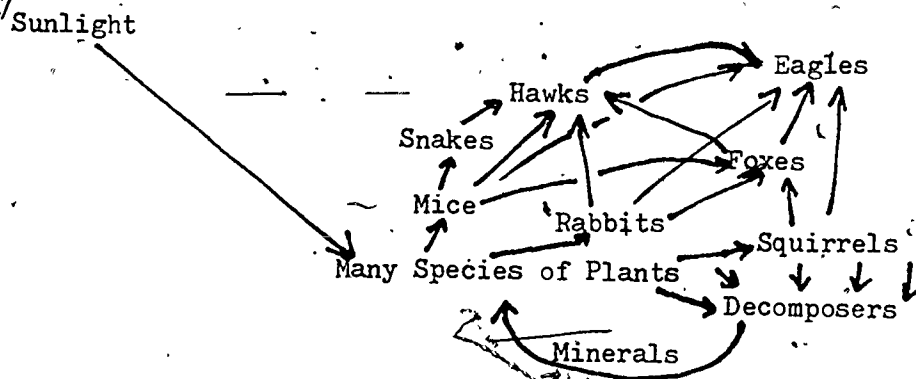 Sunlight
Eagles
Hawks
Snakes
Foxes
Mice
Rabbits
Squirrels
Many Species of Plants
Decomposers
Minerals